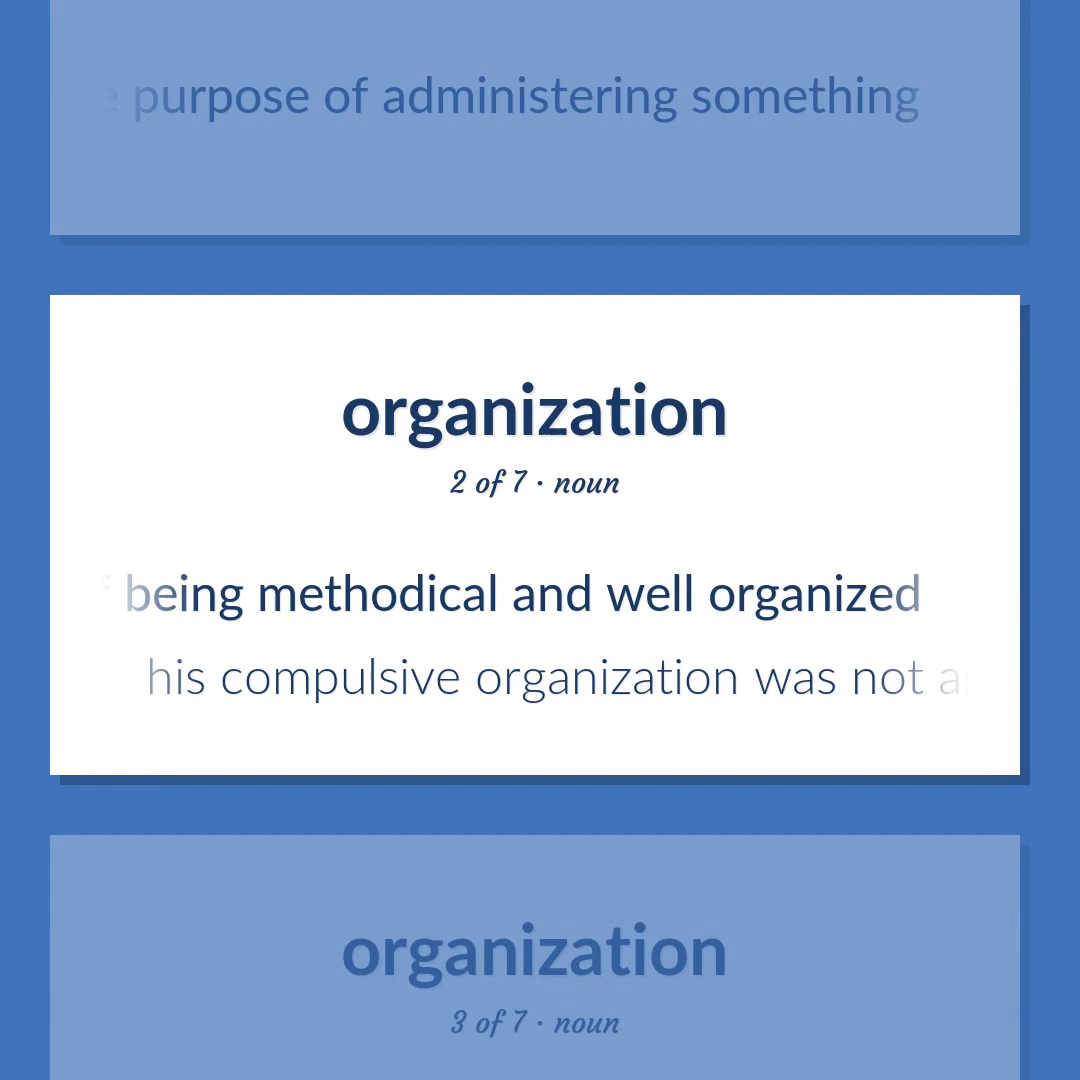 purpose of administering something
organization
2 of 7 · noun
being methodical and well organized
his compulsive organization was not
organization
3 of 7 · noun